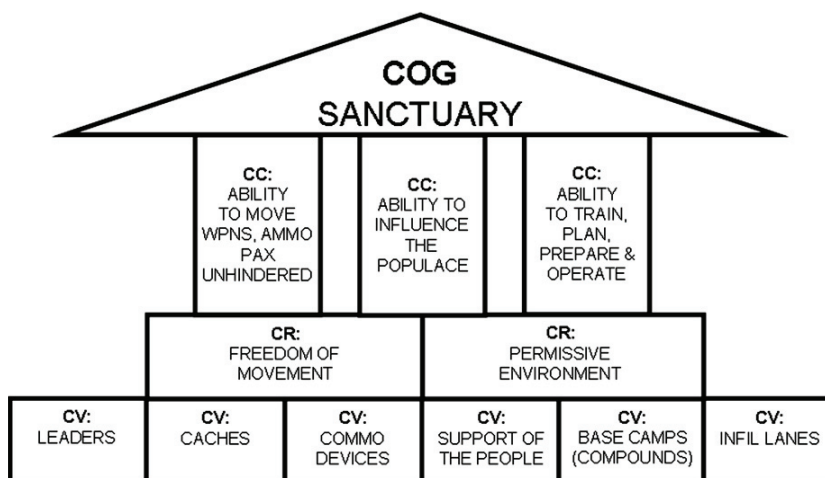 COG
SANCTUARY
CC:
ABILITY
TO MOVE
WPNS, AMMO
PAX
UNHINDERED
CC:
ABILITY TO
INFLUENCE
THE
POPULACE
CC:
ABILITY
TO TRAIN,
PLAN,
PREPARE &
OPERATE
CR:
FREEDOM OF
MOVEMENT
CR:
PERMISSIVE
ENVIRONMENT
CV:
LEADERS
CV:
CACHES
CV:
COMMO
DEVICES
CV:
SUPPORT OF
THE PEOPLE
CV:
BASE CAMPS
(COMPOUNDS)
CV:
INFIL LANES